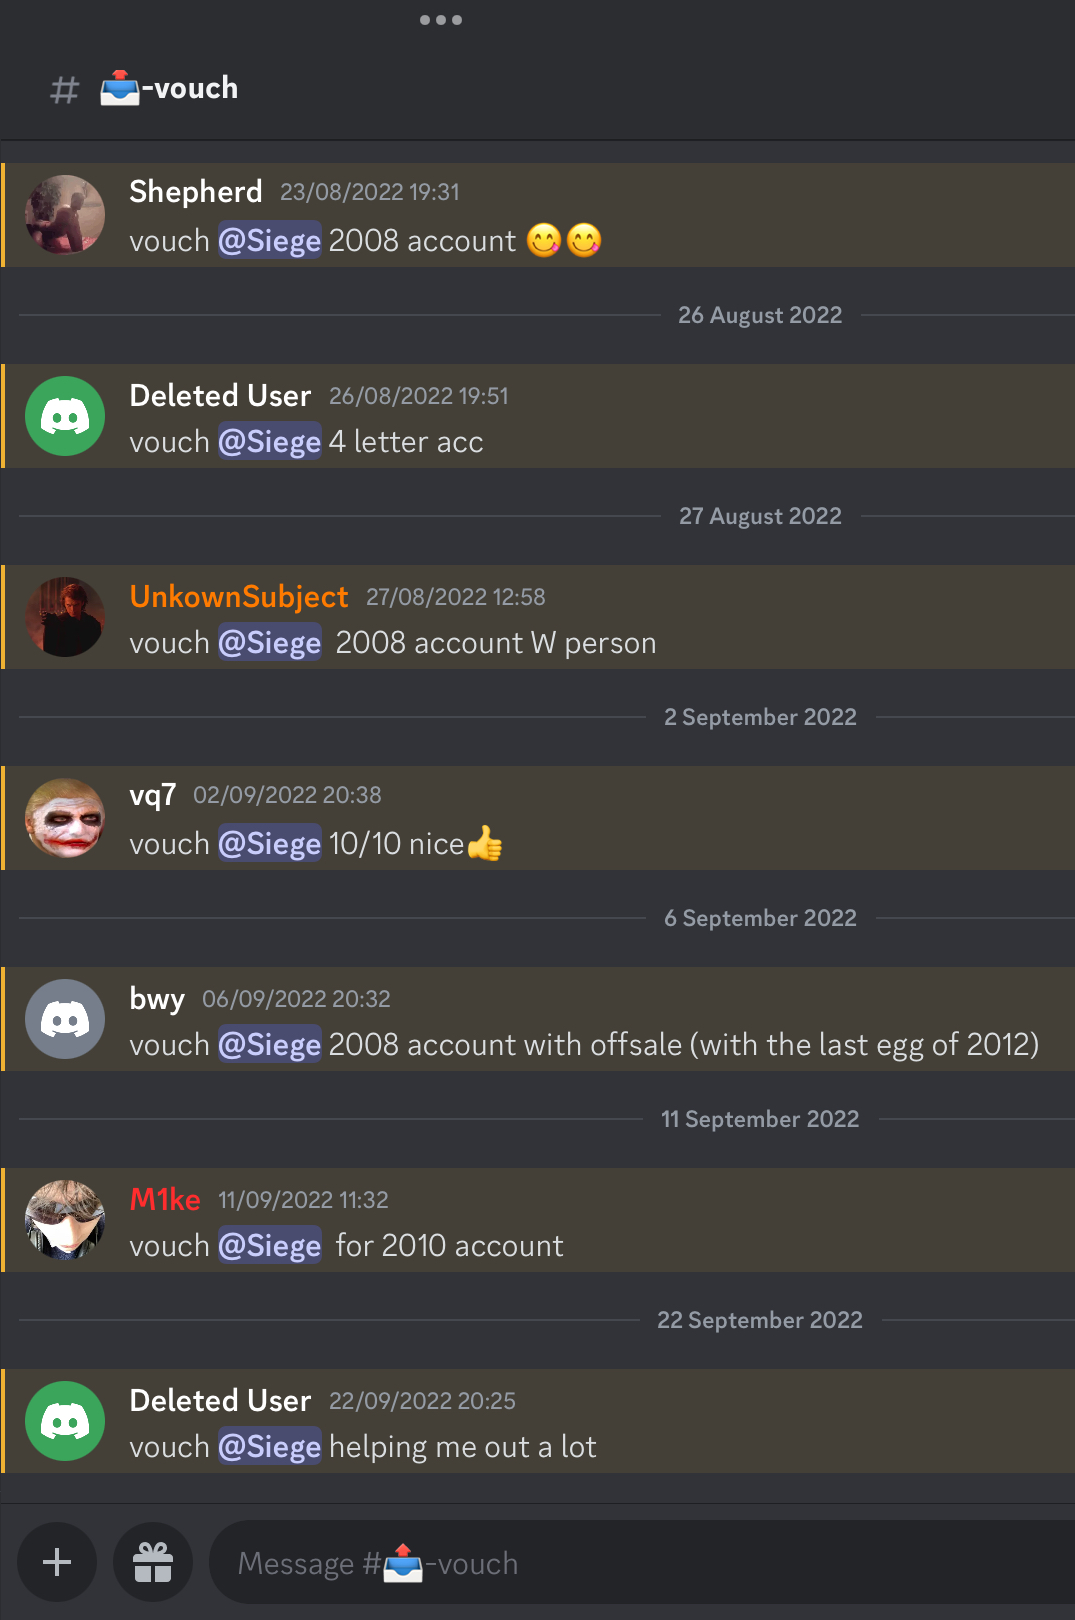 # 📤-vouch
Shepherd 23/08/2022 19:31
vouch @Siege 2008 account 😋😋
26 August 2022
Deleted User 26/08/2022 19:51
vouch @Siege 4 letter acc
27 August 2022
UnkownSubject 27/08/2022 12:58
vouch @Siege 2008 account W person
2 September 2022
vq7 02/09/2022 20:38
vouch @Siege 10/10 nice👍
6 September 2022
bwy 06/09/2022 20:32
vouch @Siege 2008 account with offsale (with the last egg of 2012)
11 September 2022
M1ke 11/09/2022 11:32
vouch @Siege for 2010 account
22 September 2022
Deleted User 22/09/2022 20:25
vouch @Siege helping me out a lot
Message #📤-vouch